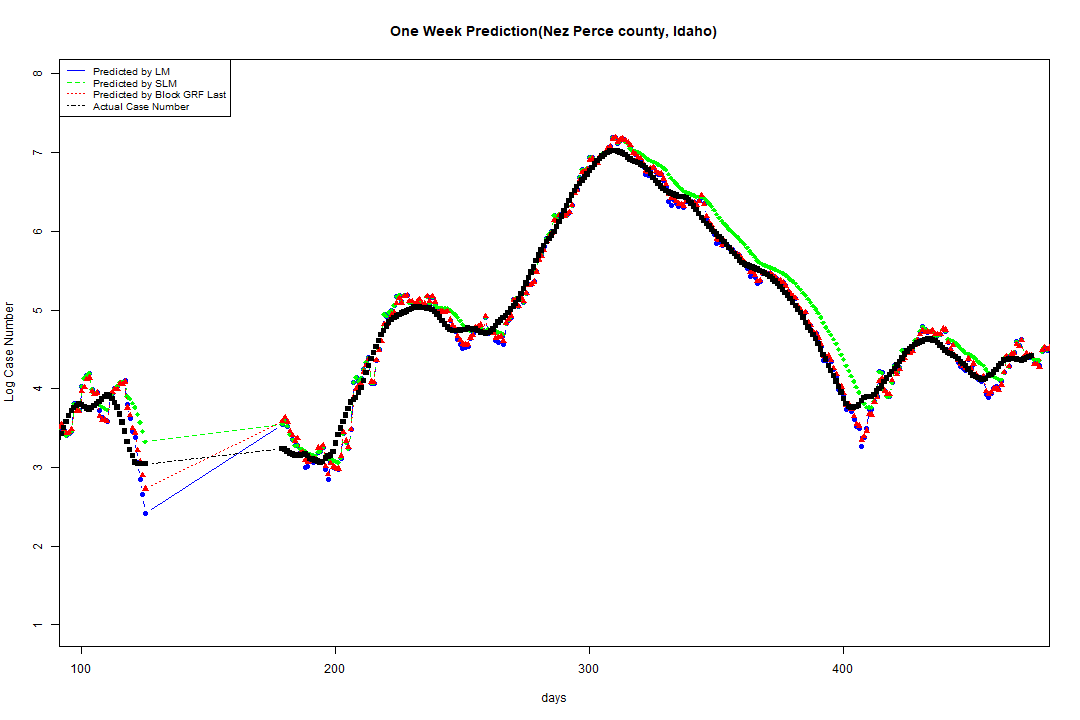 One Week Prediction(Nez Perce county, Idaho)
Predicted by LM
Predicted by SLM
Predicted by Block GRF Last
Actual Case Number
Log Case Number
8
7
6
5
4
3
2
1
100 200 300 400
days